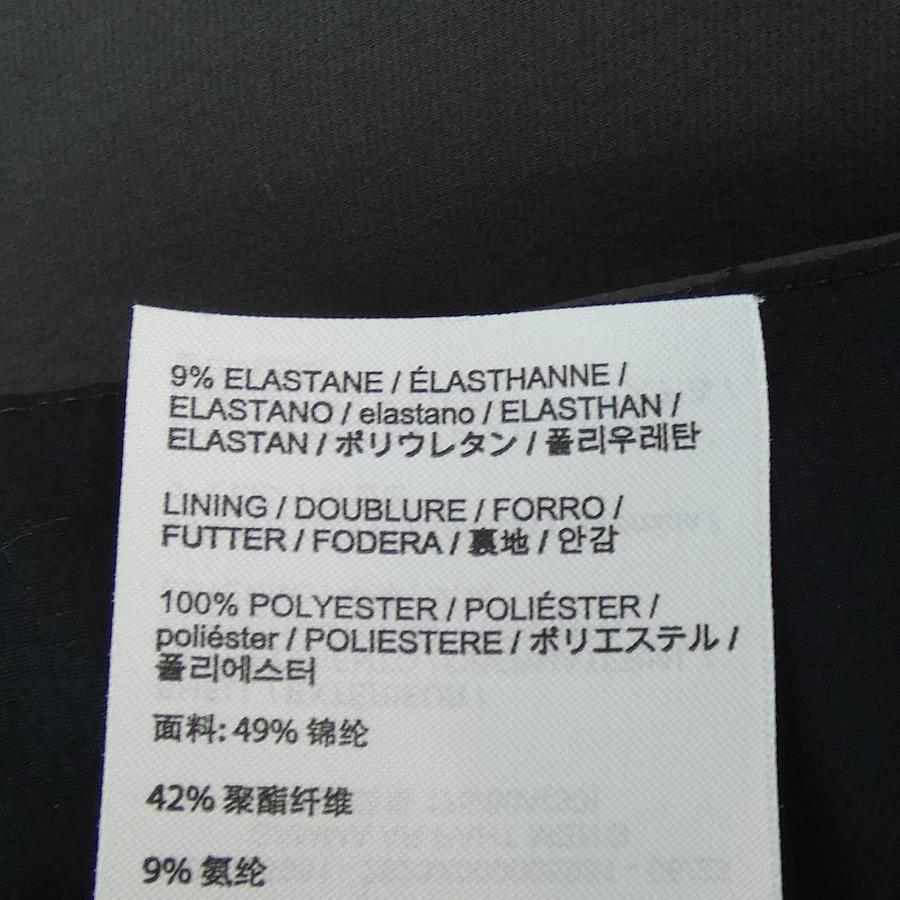 9% ELASTANE / ÉLASTHANNE /
ELASTANO / elastano / ELASTHAN /
ELASTAN / ポリウレタン / 폴리우레탄
LINING / DOUBLURE / FORRO /
FUTTER / FODERA / 裏地 / 안감
100% POLYESTER / POLIÉSTER /
poliéster / POLIESTERE / ポリエステル /
폴리에스터
面料: 49% 锦纶
42% 聚酯纤维
9% 氨纶